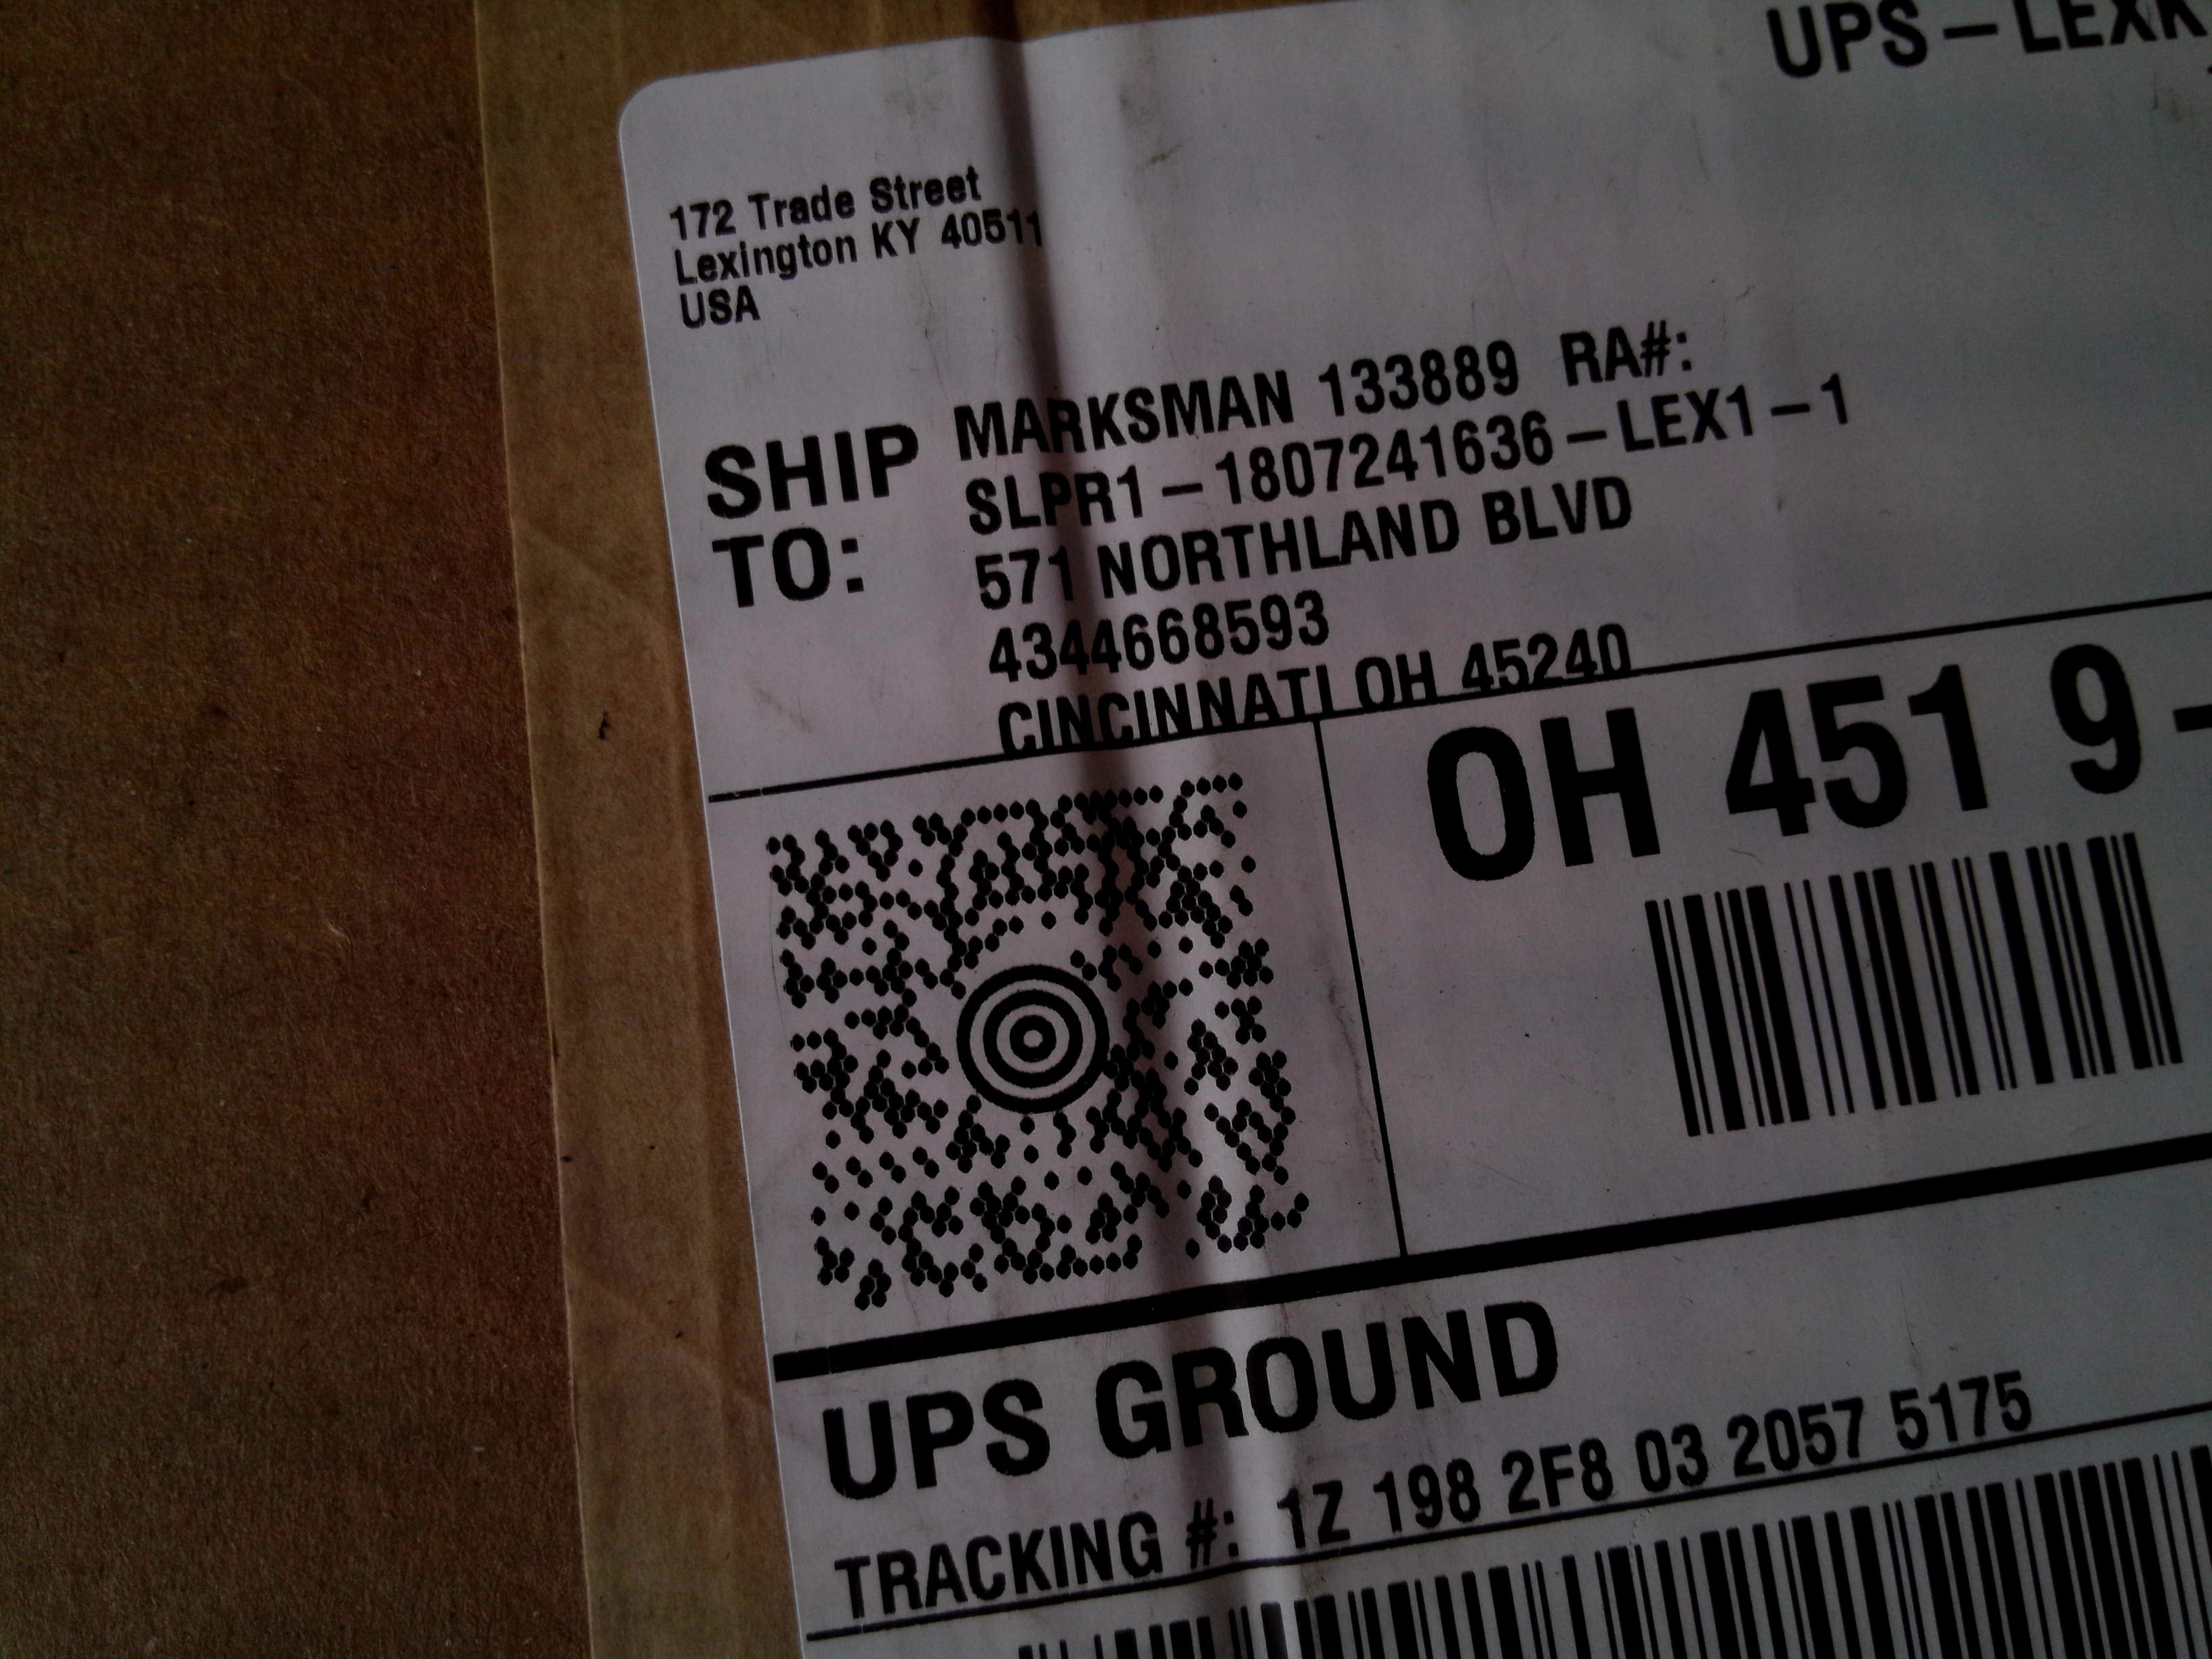 UPS – LEXK
172 Trade Street
Lexington KY 40511
USA
SHIP TO:
MARKSMAN 133889 RA#:
SLPR1 – 1807241636 – LEX1 – 1
571 NORTHLAND BLVD
4344668593
CINCINNATI OH 45240
OH 451 9 -
UPS GROUND
TRACKING #: 1Z 198 2F8 03 2057 5175